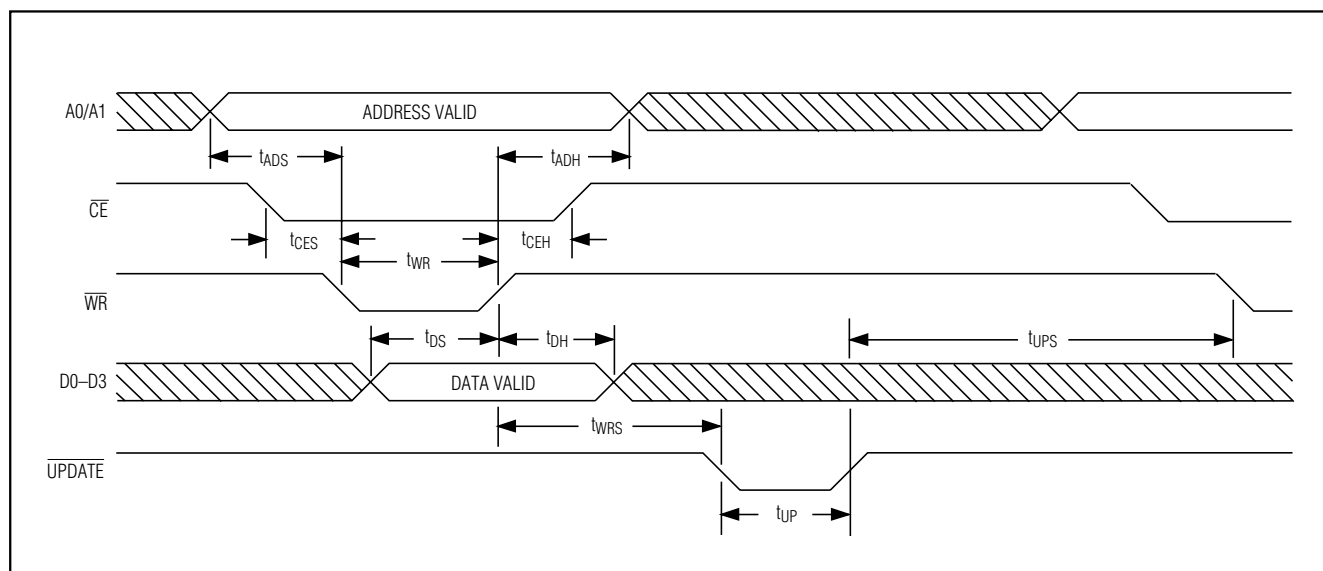 A0/A1 ADDRESS VALID
tADS tADH
CE
tCES tCEH
tWR
WR
tDS tDH tUPS
D0–D3 DATA VALID
tWRS
UPDATE
tUP